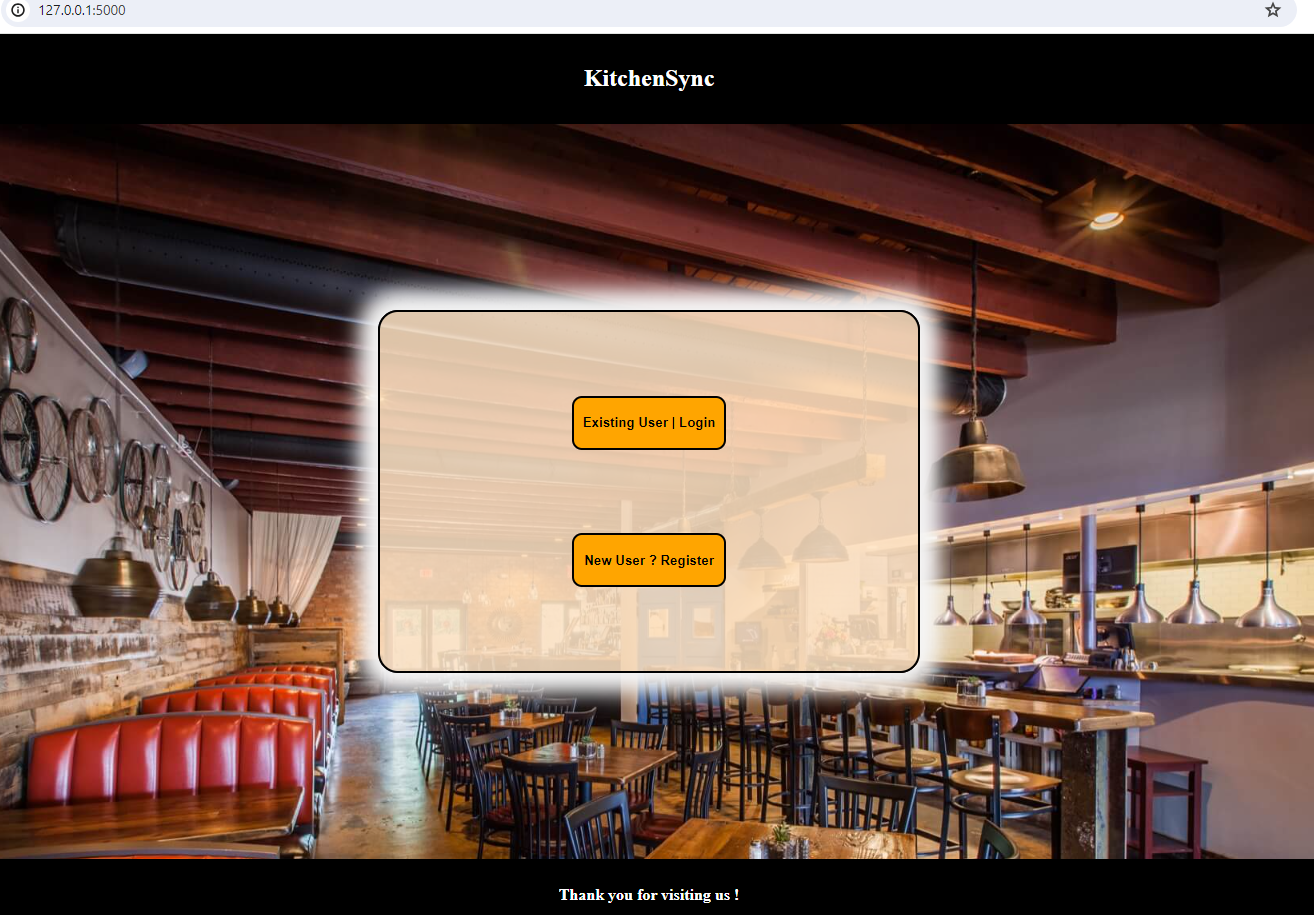 127.0.0.1:5000
KitchenSync
Existing User | Login
New User ? Register
Thank you for visiting us !